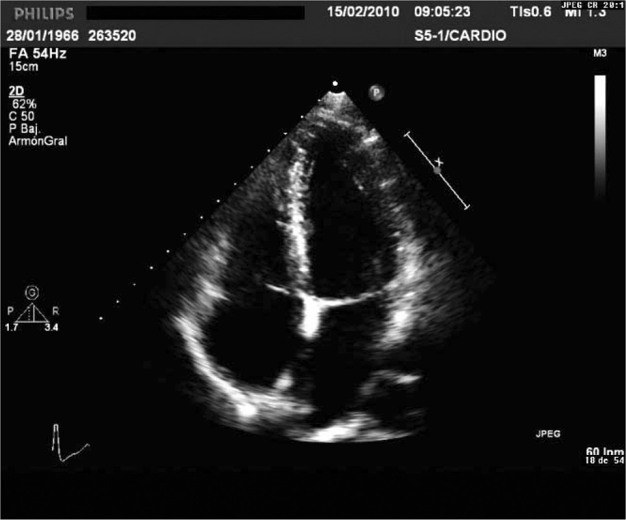 JPEG CR 20:1
PHILIPS 15/02/2010 09:05:23 TIs0.6 MI 1.3
28/01/1966 263520 S5-1/CARDIO
FA 54Hz M3
15cm
2D
62%
C 50
P Baj.
ArmónGral
P
X
G
P R
1.7 3.4
JPEG
60 lpm
18 de 54